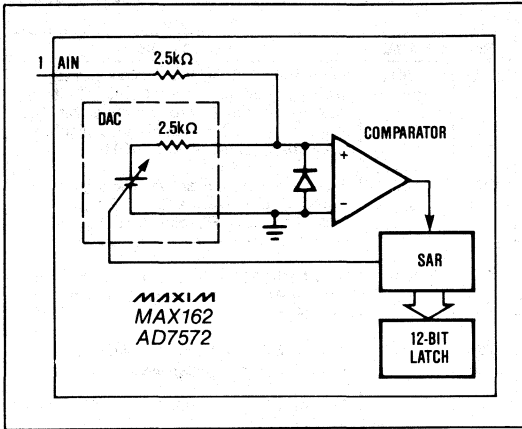 1 AIN
2.5kΩ
DAC
2.5kΩ
COMPARATOR
+
−
SAR
MAXIM
MAX162
AD7572
12-BIT
LATCH